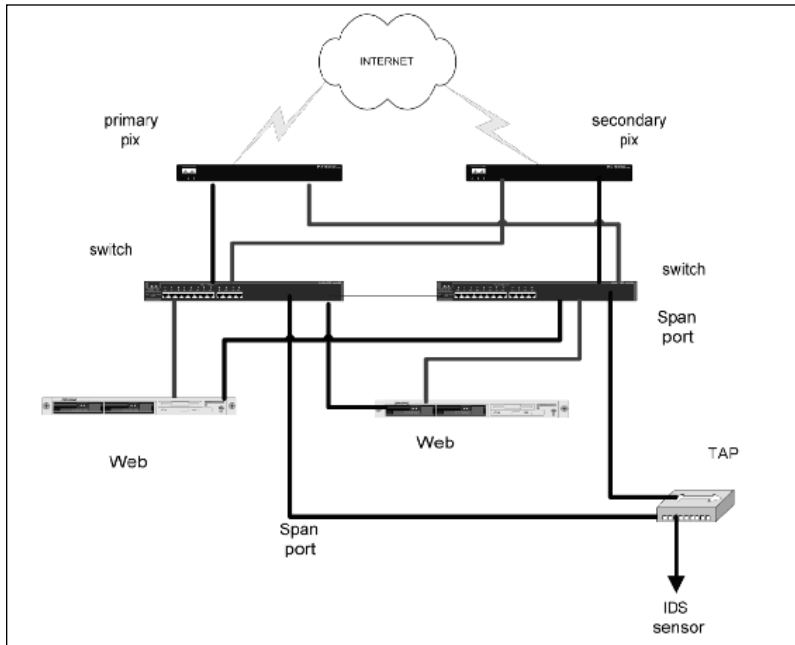 INTERNET
primary
pix
secondary
pix
switch
switch
Span
port
Web
Web
TAP
Span
port
IDS
sensor